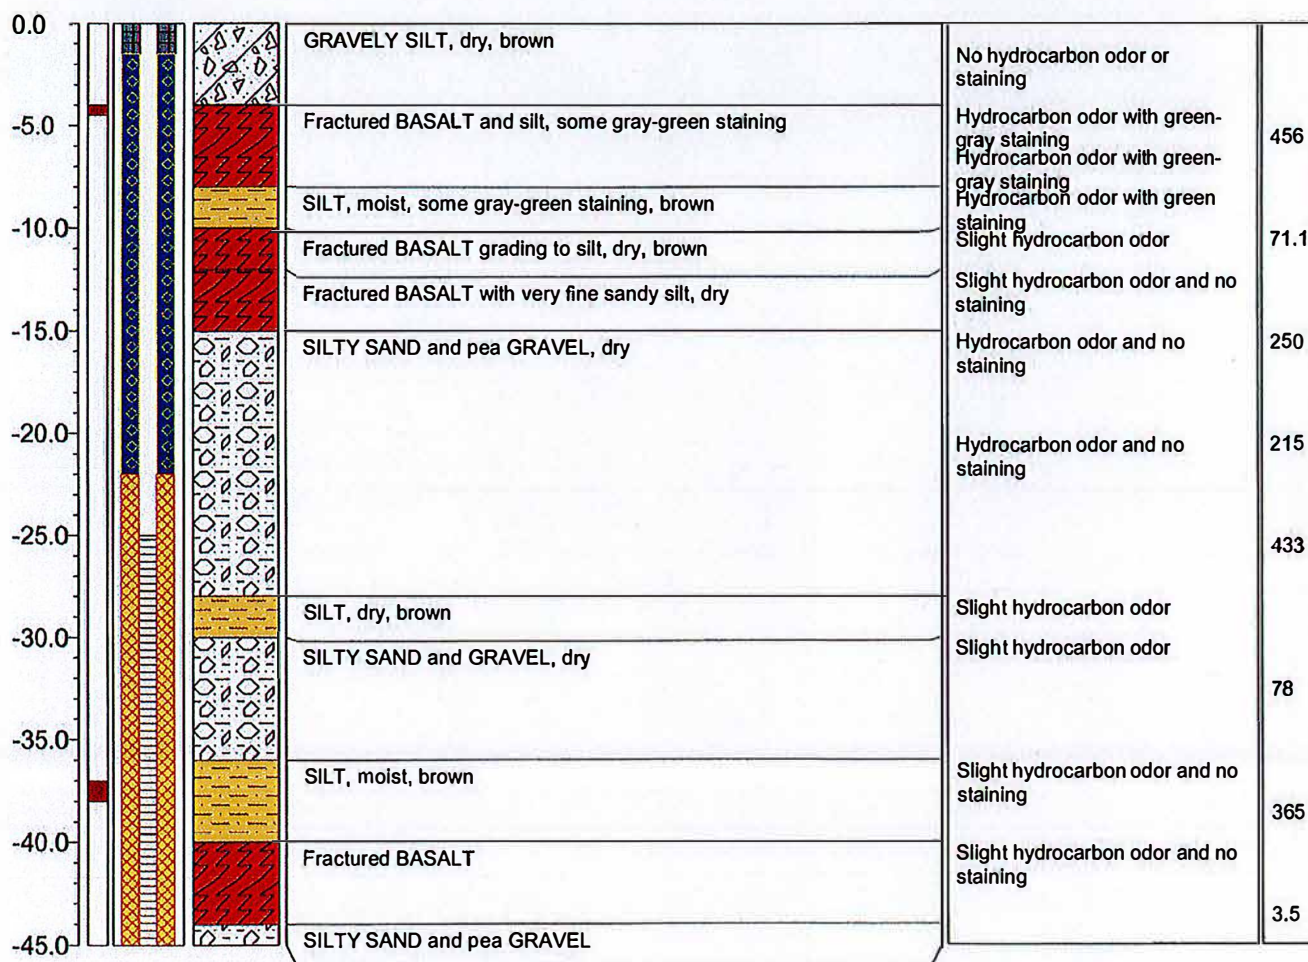 0.0
GRAVELY SILT, dry, brown
No hydrocarbon odor or
staining
-5.0
Fractured BASALT and silt, some gray-green staining
Hydrocarbon odor with green-
gray staining
456
Hydrocarbon odor with green-
gray staining
SILT, moist, some gray-green staining, brown
Hydrocarbon odor with green
staining
-10.0
Fractured BASALT grading to silt, dry, brown
Slight hydrocarbon odor
71.1
Fractured BASALT with very fine sandy silt, dry
Slight hydrocarbon odor and no
staining
-15.0
SILTY SAND and pea GRAVEL, dry
Hydrocarbon odor and no
staining
250
-20.0
Hydrocarbon odor and no
staining
215
-25.0
433
SILT, dry, brown
Slight hydrocarbon odor
-30.0
SILTY SAND and GRAVEL, dry
Slight hydrocarbon odor
78
-35.0
SILT, moist, brown
Slight hydrocarbon odor and no
staining
365
-40.0
Fractured BASALT
Slight hydrocarbon odor and no
staining
3.5
-45.0
SILTY SAND and pea GRAVEL